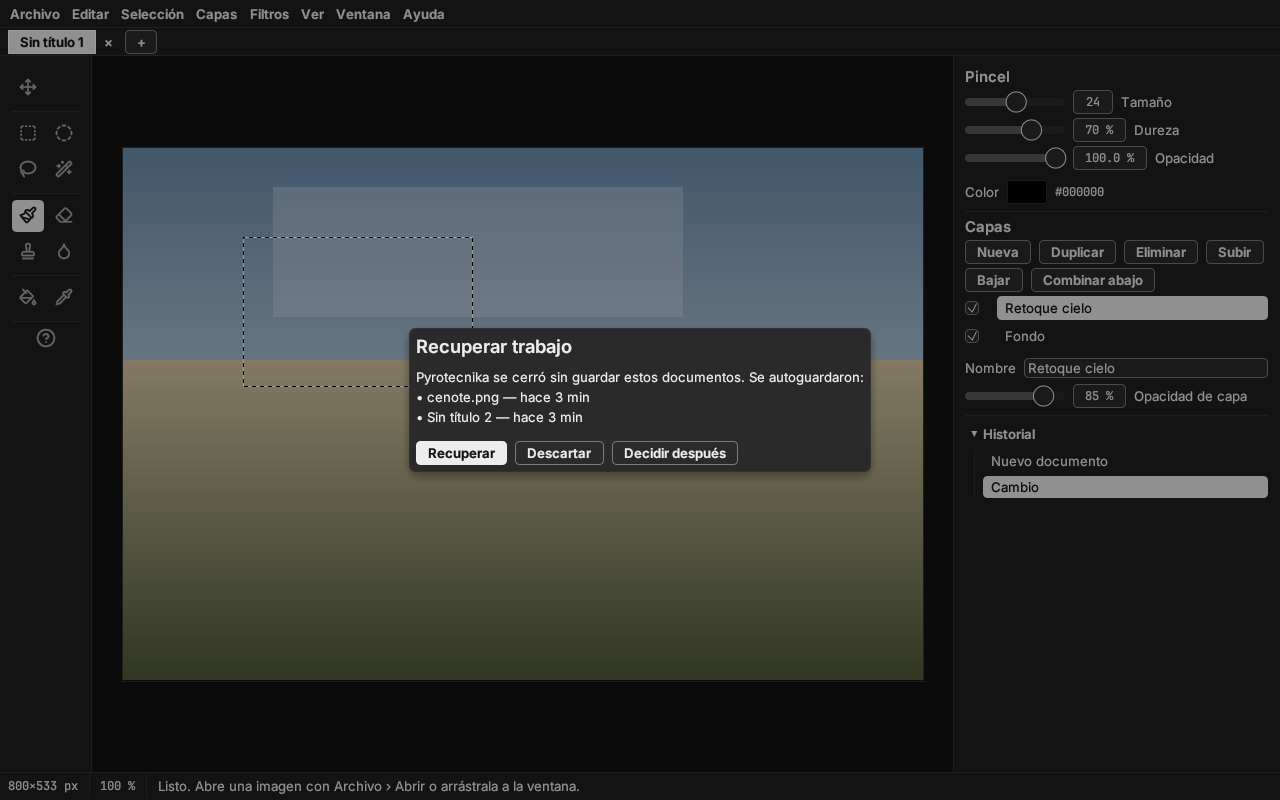 Archivo Editar Selección Capas Filtros Ver Ventana Ayuda
Sin título 1 × +
Pincel
24 Tamaño
70 % Dureza
100.0 % Opacidad
Color #000000
Capas
Nueva Duplicar Eliminar Subir
Bajar Combinar abajo
Retoque cielo
Fondo
Nombre Retoque cielo
85 % Opacidad de capa
Historial
Nuevo documento
Cambio
Recuperar trabajo
Pyrotecnika se cerró sin guardar estos documentos. Se autoguardaron:
• cenote.png — hace 3 min
• Sin título 2 — hace 3 min
Recuperar Descartar Decidir después
800×533 px 100 % Listo. Abre una imagen con Archivo › Abrir o arrástrala a la ventana.